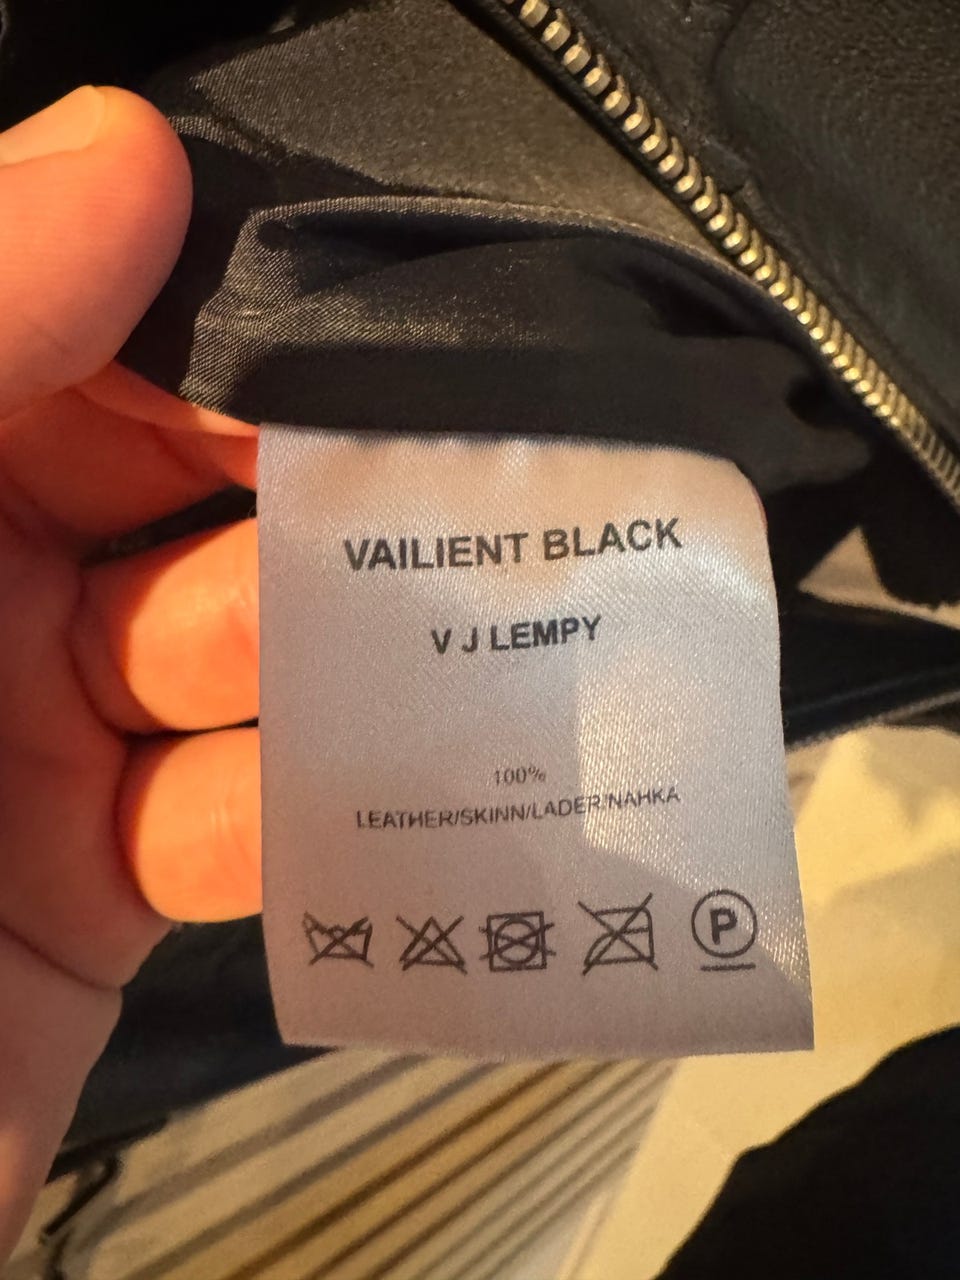 VAILIENT BLACK
V J LEMPY
100%
LEATHER/SKINN/LADER/NAHKA
P